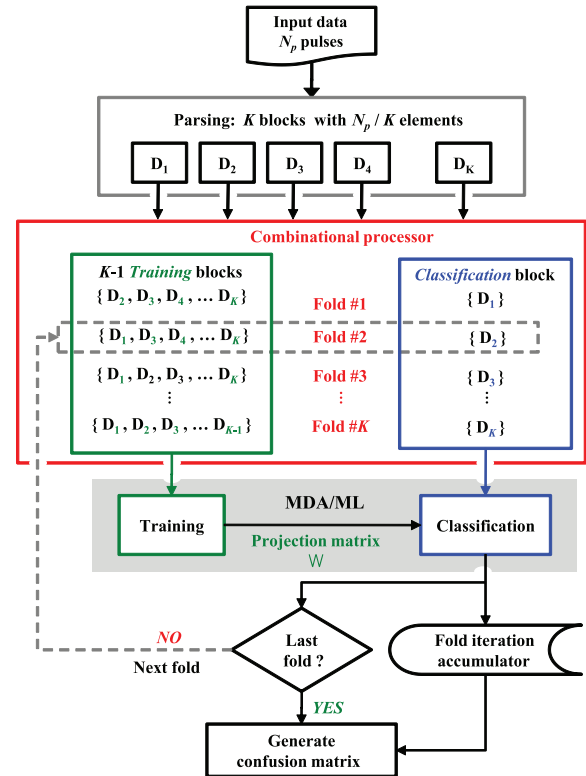 Input data
N_p pulses
Parsing: K blocks with N_p / K elements
D_1 D_2 D_3 D_4 D_K
Combinational processor
K-1 Training blocks
Classification block
{ D_2 , D_3 , D_4 , ... D_K } Fold #1 { D_1 }
{ D_1 , D_3 , D_4 , ... D_K } Fold #2 { D_2 }
{ D_1 , D_2 , D_3 , ... D_K } Fold #3 { D_3 }
⋮ ⋮ ⋮
{ D_1 , D_2 , D_3 , ... D_K-1 } Fold #K { D_K }
MDA/ML
Training
Classification
Projection matrix
W
NO
Next fold
Last
fold ?
Fold iteration
accumulator
YES
Generate
confusion matrix